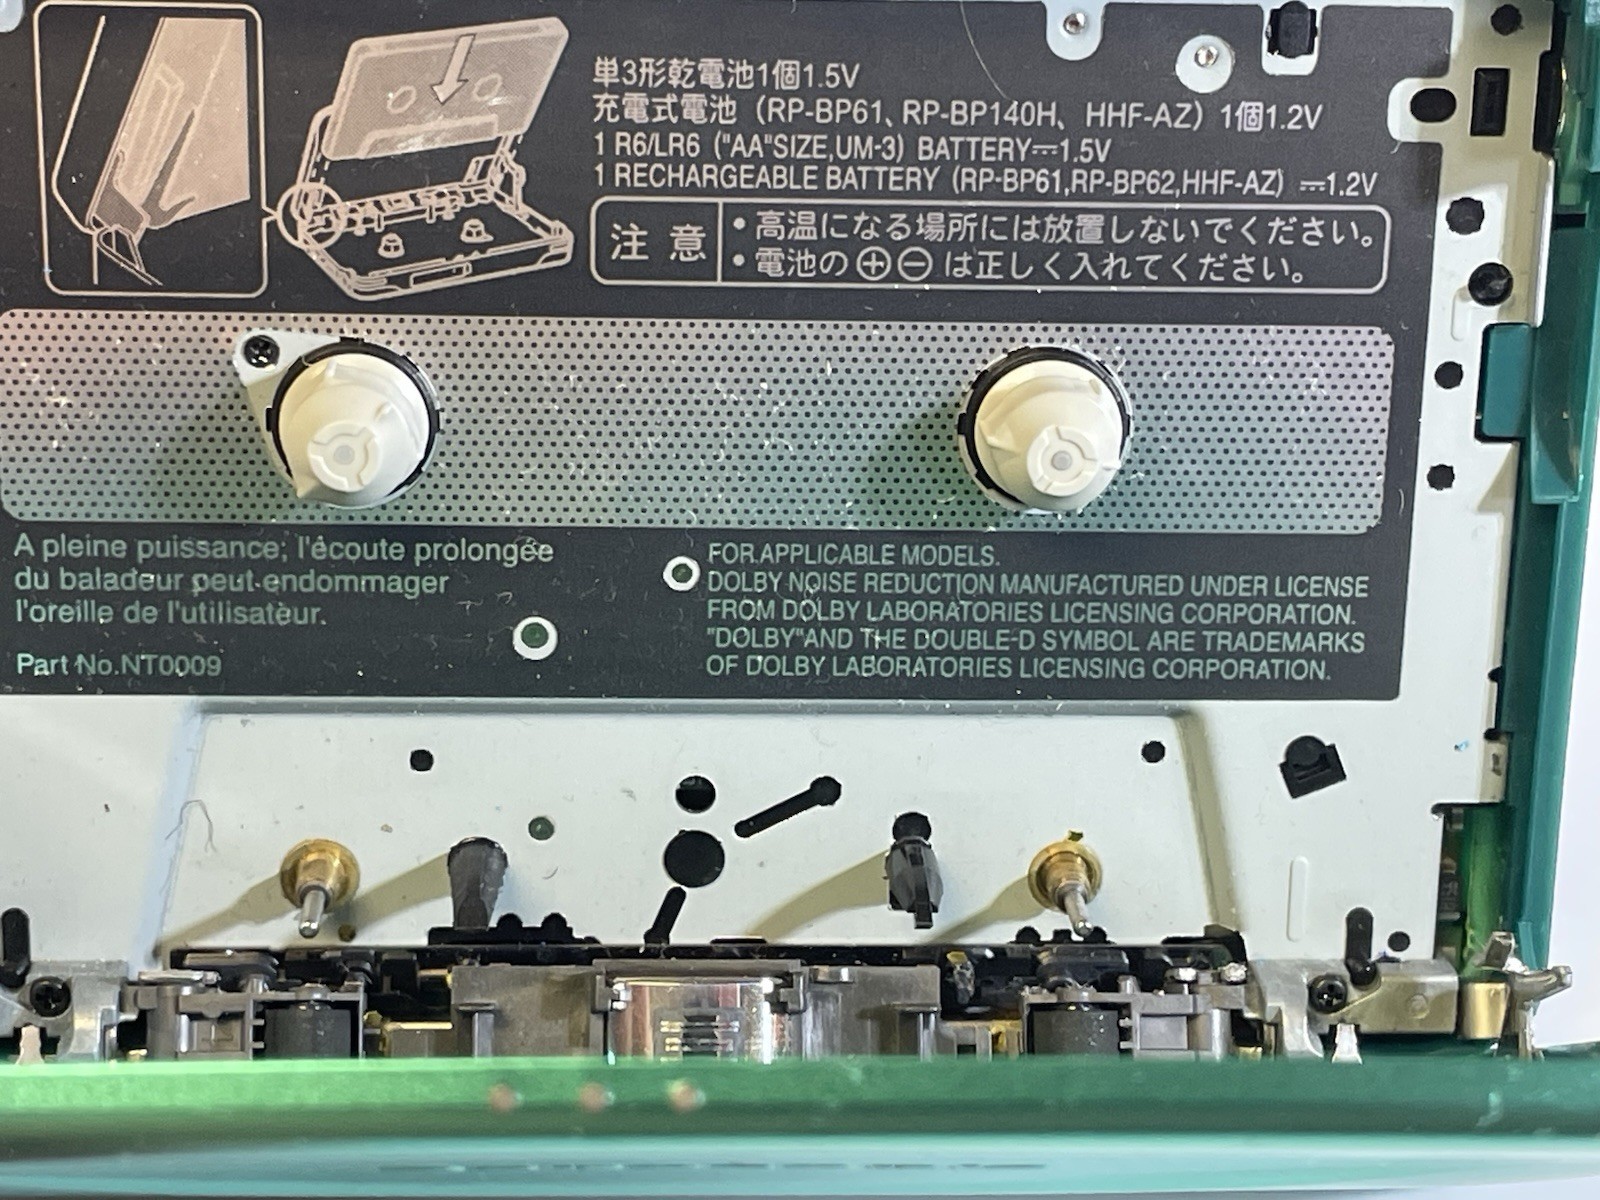 単3形乾電池1個1.5V
充電式電池（RP-BP61、RP-BP140H、HHF-AZ）1個1.2V
1 R6/LR6 ("AA"SIZE,UM-3) BATTERY⎓1.5V
1 RECHARGEABLE BATTERY (RP-BP61,RP-BP62,HHF-AZ) ⎓1.2V
注意
・高温になる場所には放置しないでください。
・電池の⊕⊖は正しく入れてください。
A pleine puissance; l'écoute prolongée
du baladeur peut endommager
l'oreille de l'utilisateur.
Part No.NT0009
FOR APPLICABLE MODELS.
DOLBY NOISE REDUCTION MANUFACTURED UNDER LICENSE
FROM DOLBY LABORATORIES LICENSING CORPORATION.
"DOLBY"AND THE DOUBLE-D SYMBOL ARE TRADEMARKS
OF DOLBY LABORATORIES LICENSING CORPORATION.